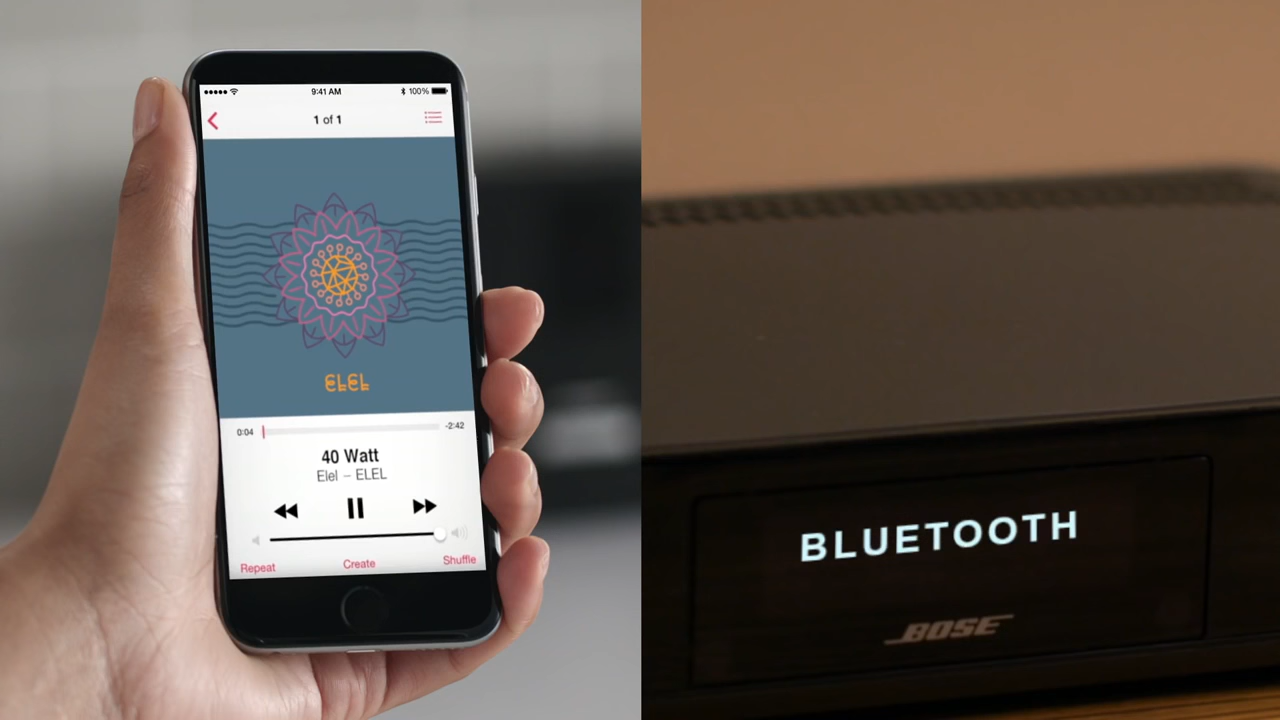 9:41 AM
100%
1 of 1
ELEL
0:04
-2:42
40 Watt
Elel – ELEL
Repeat
Create
Shuffle
BLUETOOTH
BOSE